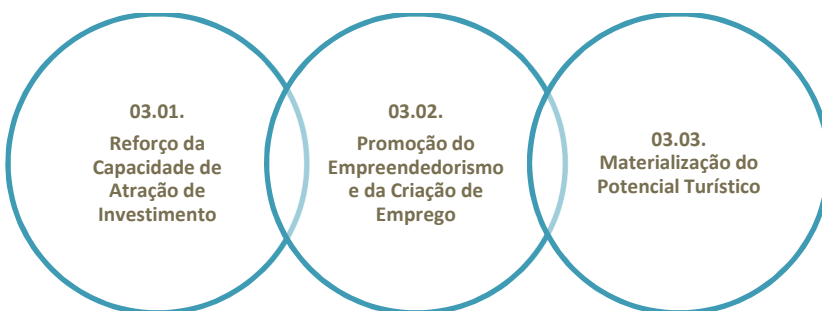 03.01.
Reforço da
Capacidade de
Atração de
Investimento
03.02.
Promoção do
Empreendedorismo
e da Criação de
Emprego
03.03.
Materialização do
Potencial Turístico